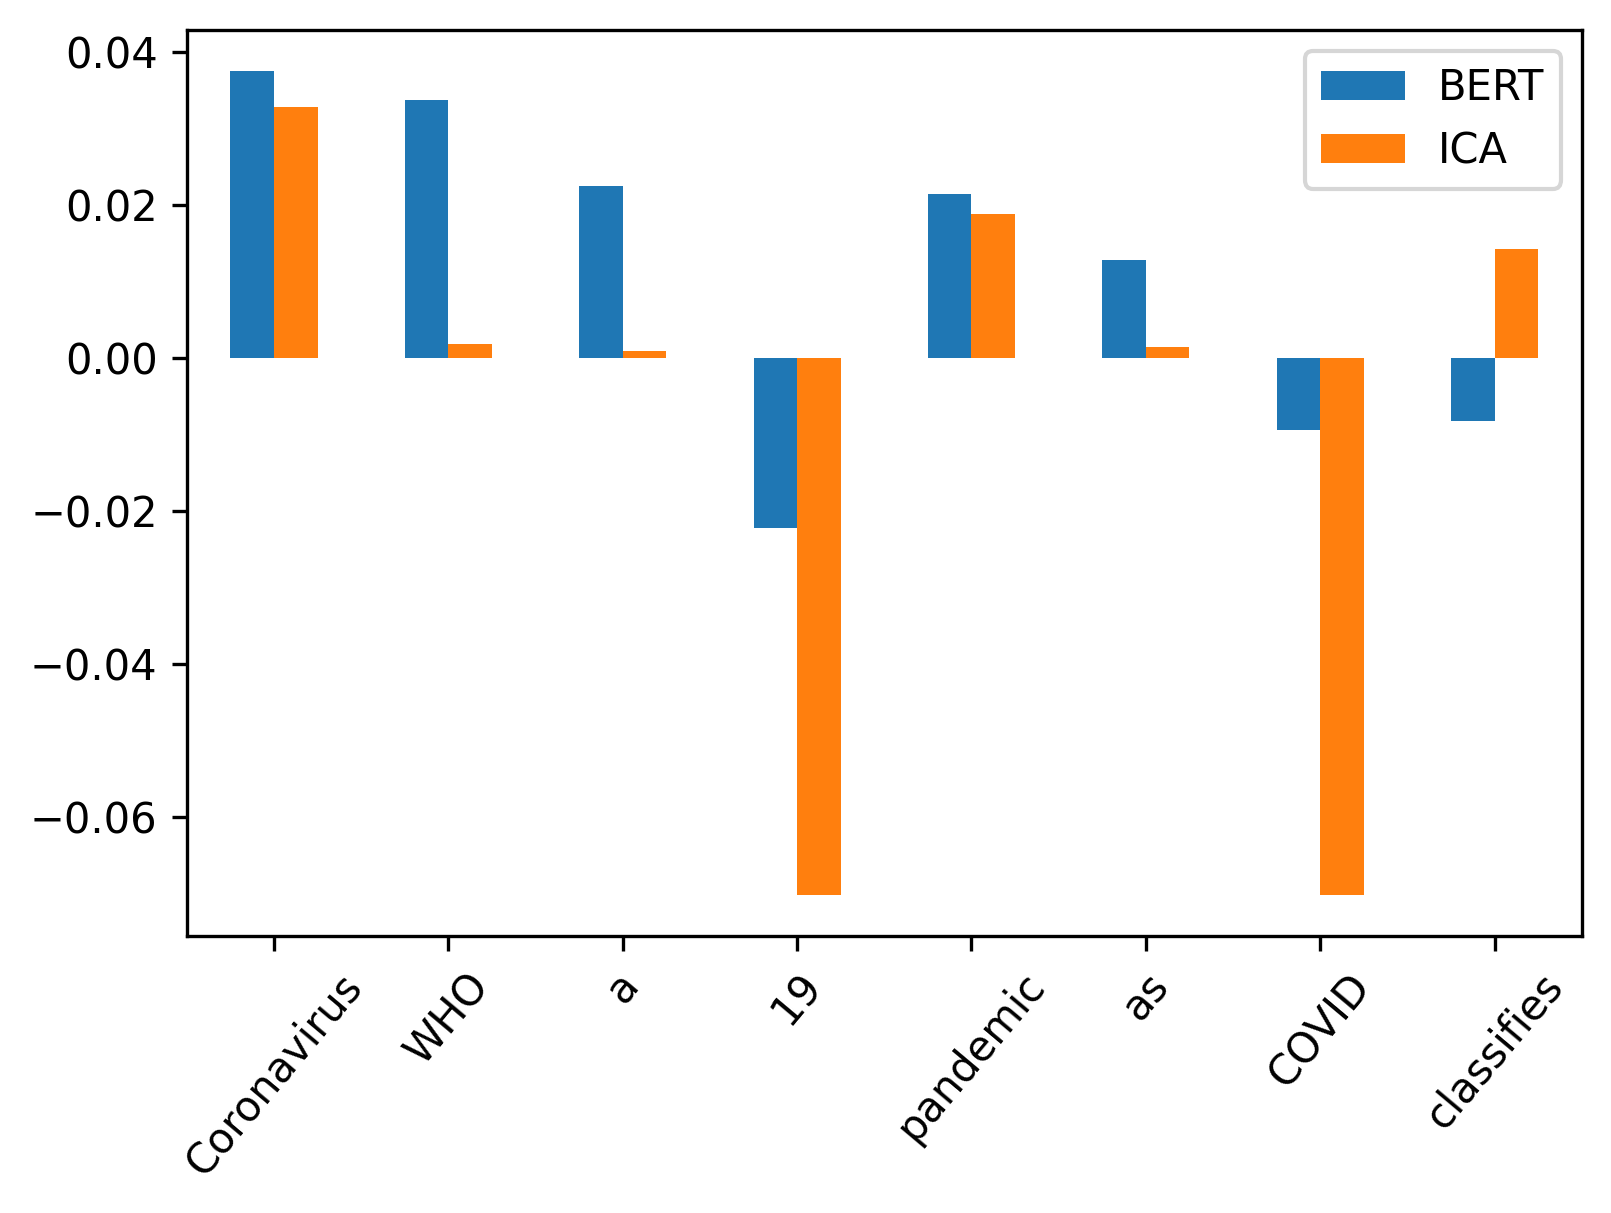 0.04
0.02
0.00
−0.02
−0.04
−0.06
BERT
ICA
Coronavirus
WHO
a
19
pandemic
as
COVID
classifies